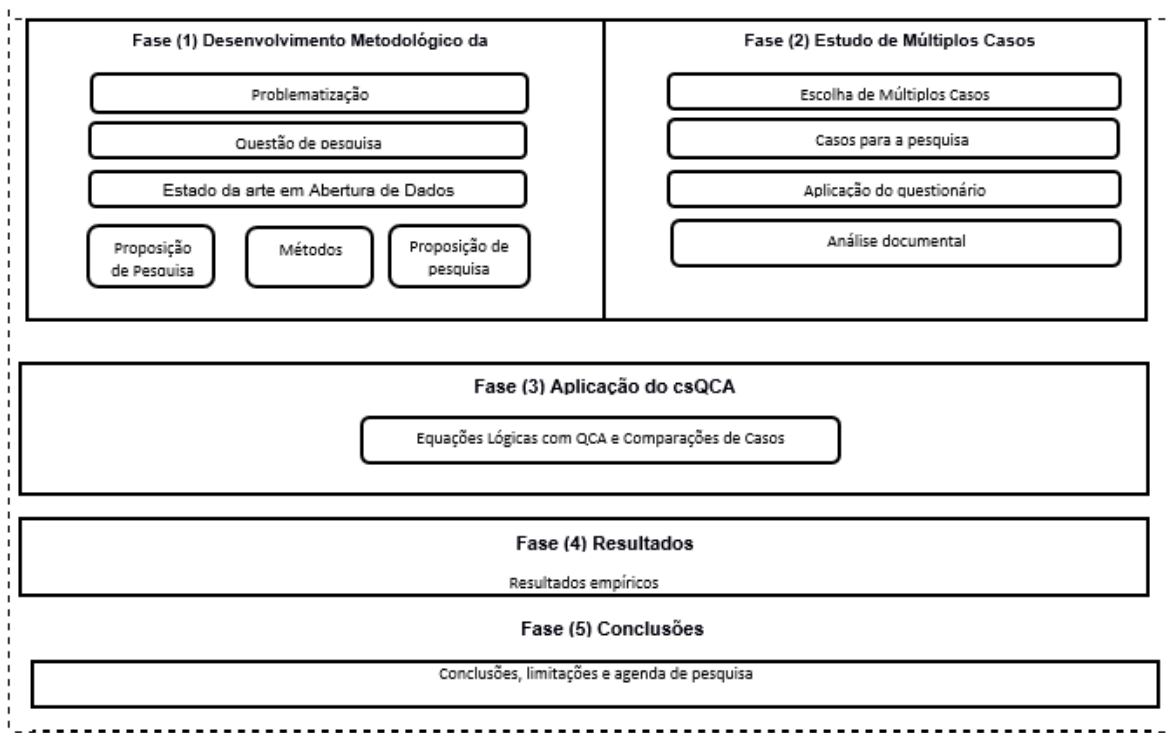 Fase (1) Desenvolvimento Metodológico da
Problematização
Questão de pesquisa
Estado da arte em Abertura de Dados
Proposição
de Pesquisa
Métodos
Proposição de
pesquisa
Fase (2) Estudo de Múltiplos Casos
Escolha de Múltiplos Casos
Casos para a pesquisa
Aplicação do questionário
Análise documental
Fase (3) Aplicação do csQCA
Equações Lógicas com QCA e Comparações de Casos
Fase (4) Resultados
Resultados empíricos
Fase (5) Conclusões
Conclusões, limitações e agenda de pesquisa